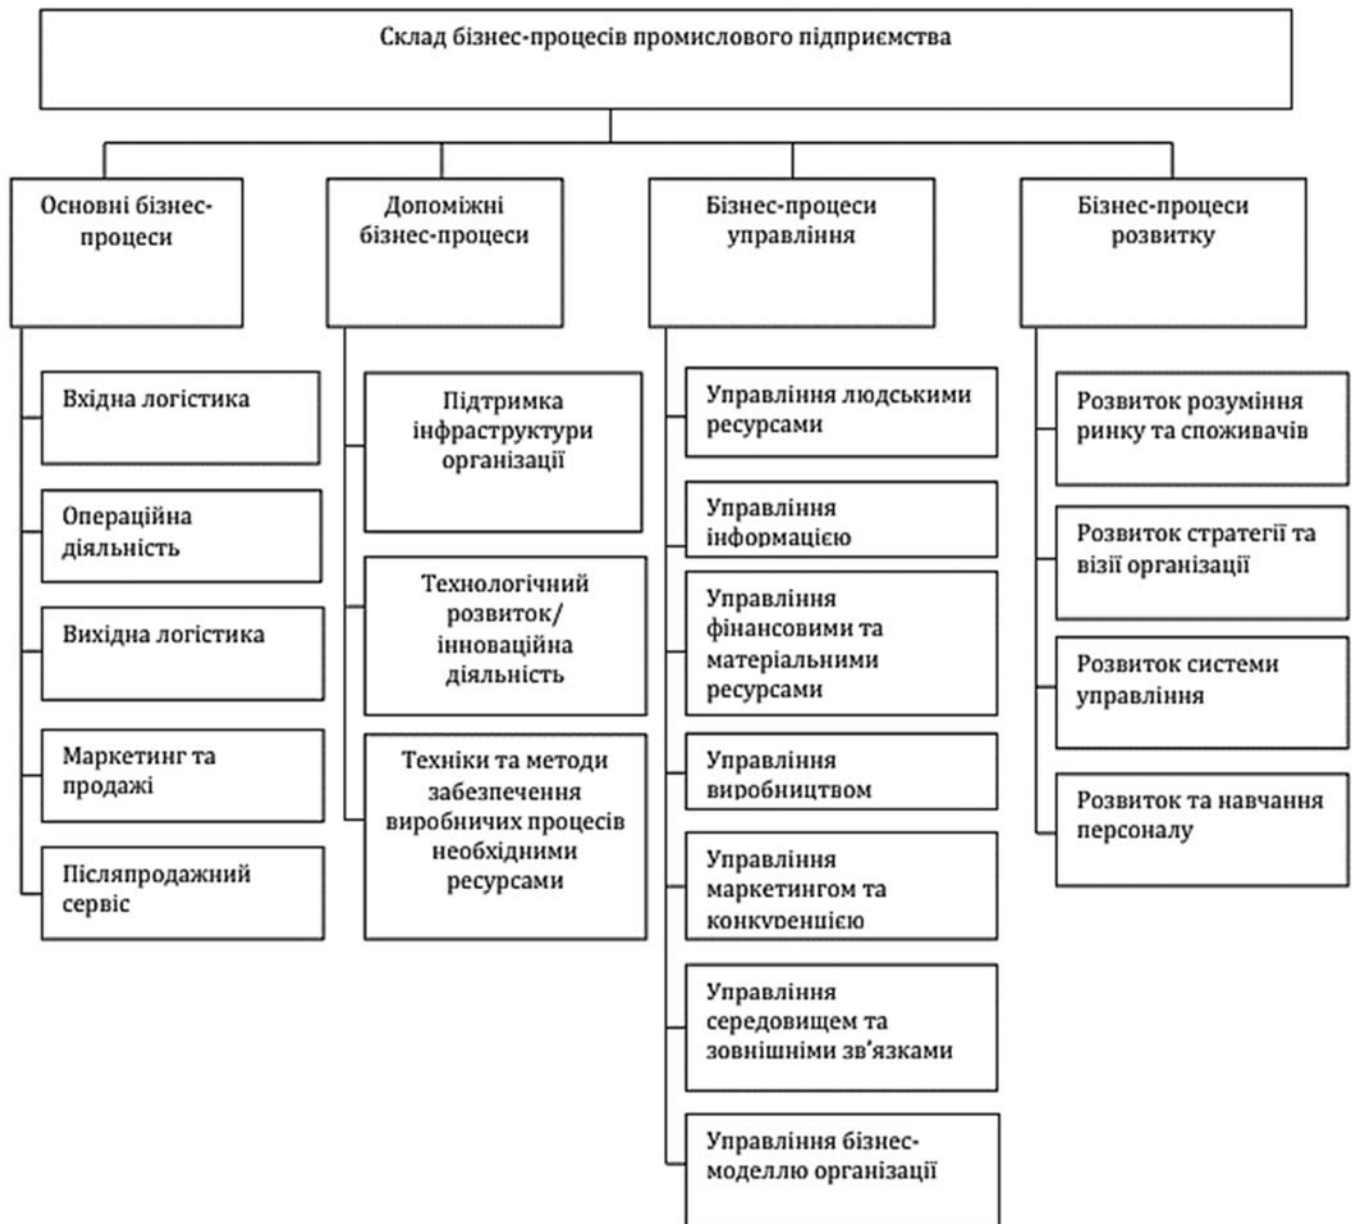 Склад бізнес-процесів промислового підприємства
Основні бізнес-
процеси
Допоміжні
бізнес-процеси
Бізнес-процеси
управління
Бізнес-процеси
розвитку
Вхідна логістика
Операційна
діяльність
Вихідна логістика
Маркетинг та
продажі
Післяпродажний
сервіс
Підтримка
інфраструктури
організації
Технологічний
розвиток/
інноваційна
діяльність
Техніки та методи
забезпечення
виробничих процесів
необхідними
ресурсами
Управління людськими
ресурсами
Управління
інформацією
Управління
фінансовими та
матеріальними
ресурсами
Управління
виробництвом
Управління
маркетингом та
конкуренцією
Управління
середовищем та
зовнішніми зв'язками
Управління бізнес-
моделлю організації
Розвиток розуміння
ринку та споживачів
Розвиток стратегії та
візії організації
Розвиток системи
управління
Розвиток та навчання
персоналу